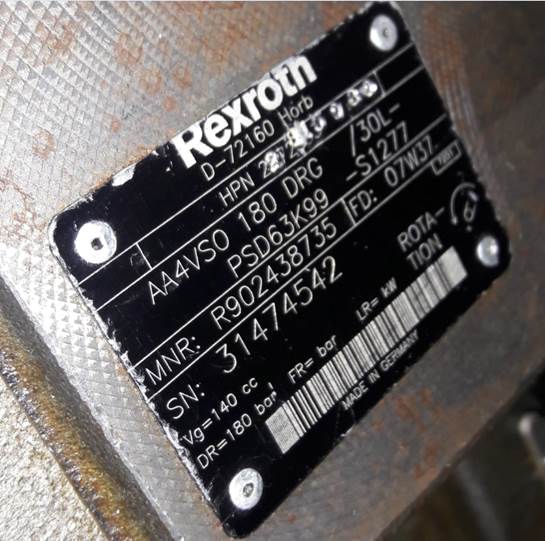 Rexroth
D-72160 Horb
HPN
AA4VSO 180 DRG /30L-
PSD63K99 -S1277
MNR: R902438735 FD: 07W37
SN: 31474542 ROTA-
TION
Vg=140 cc
DR=180 bar FR= bar LR= kW
MADE IN GERMANY